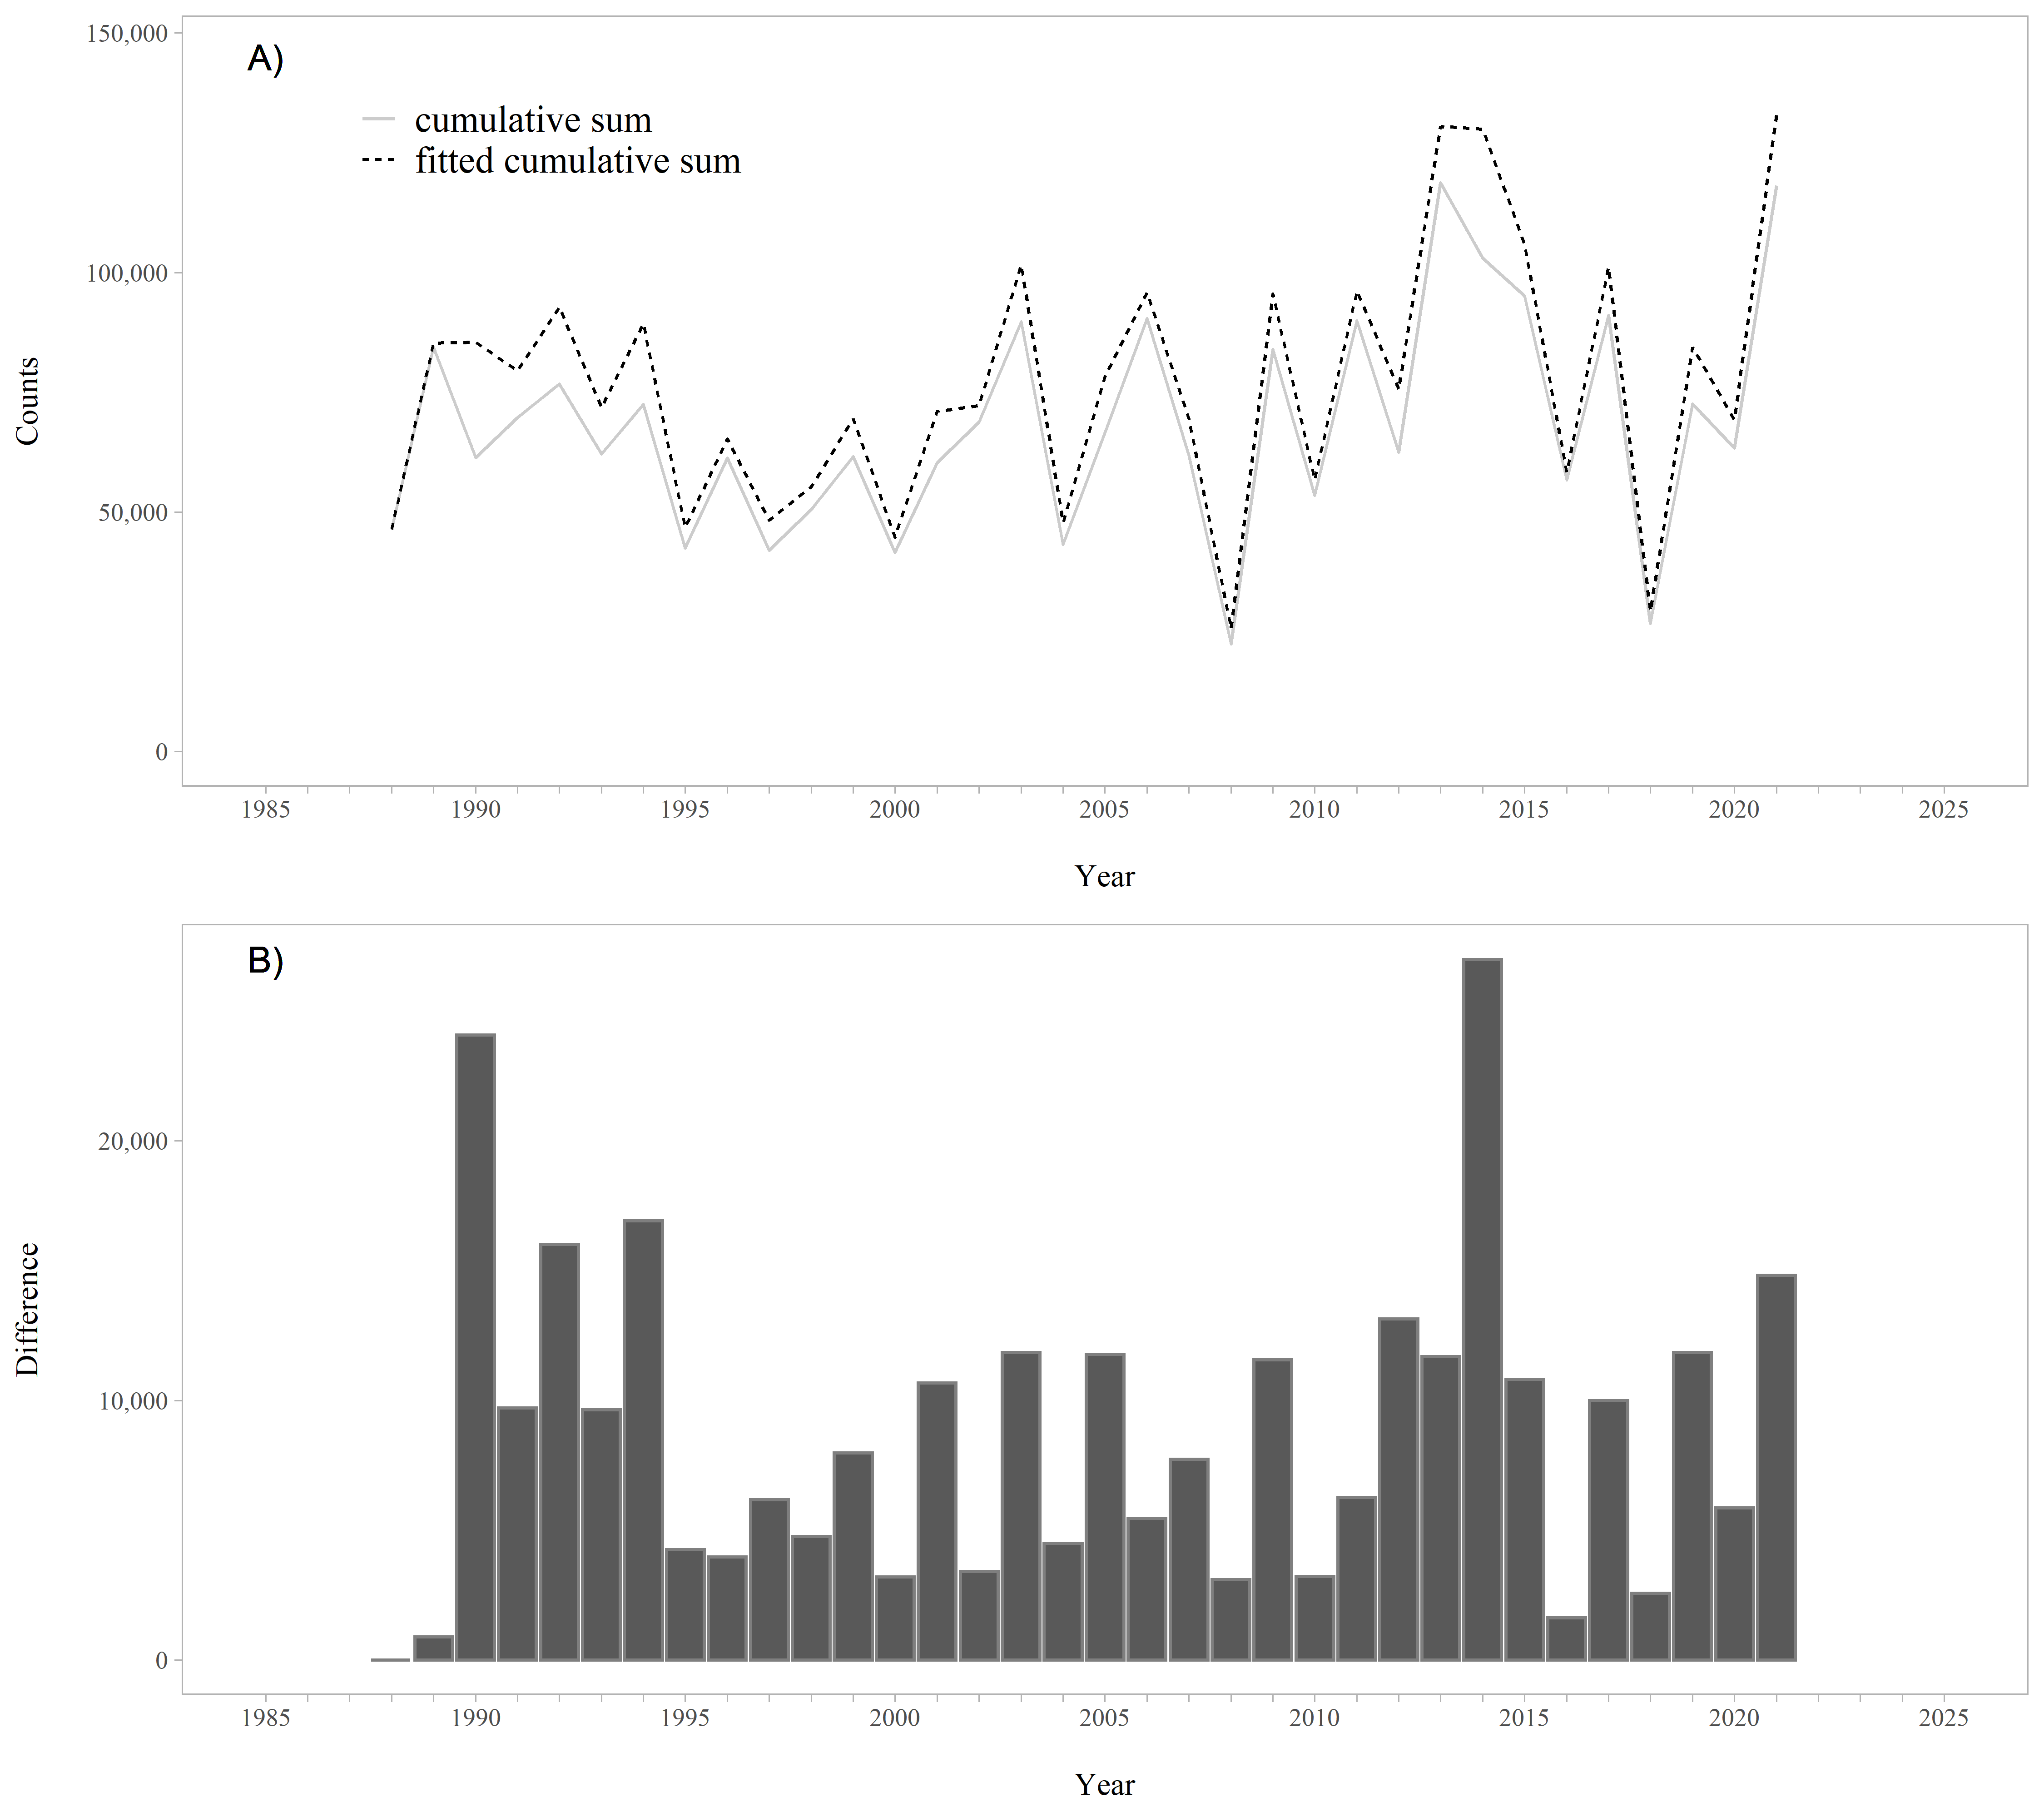 A)
150,000
cumulative sum
fitted cumulative sum
100,000
Counts
50,000
0
1985 1990 1995 2000 2005 2010 2015 2020 2025
Year
B)
20,000
Difference
10,000
0
1985 1990 1995 2000 2005 2010 2015 2020 2025
Year